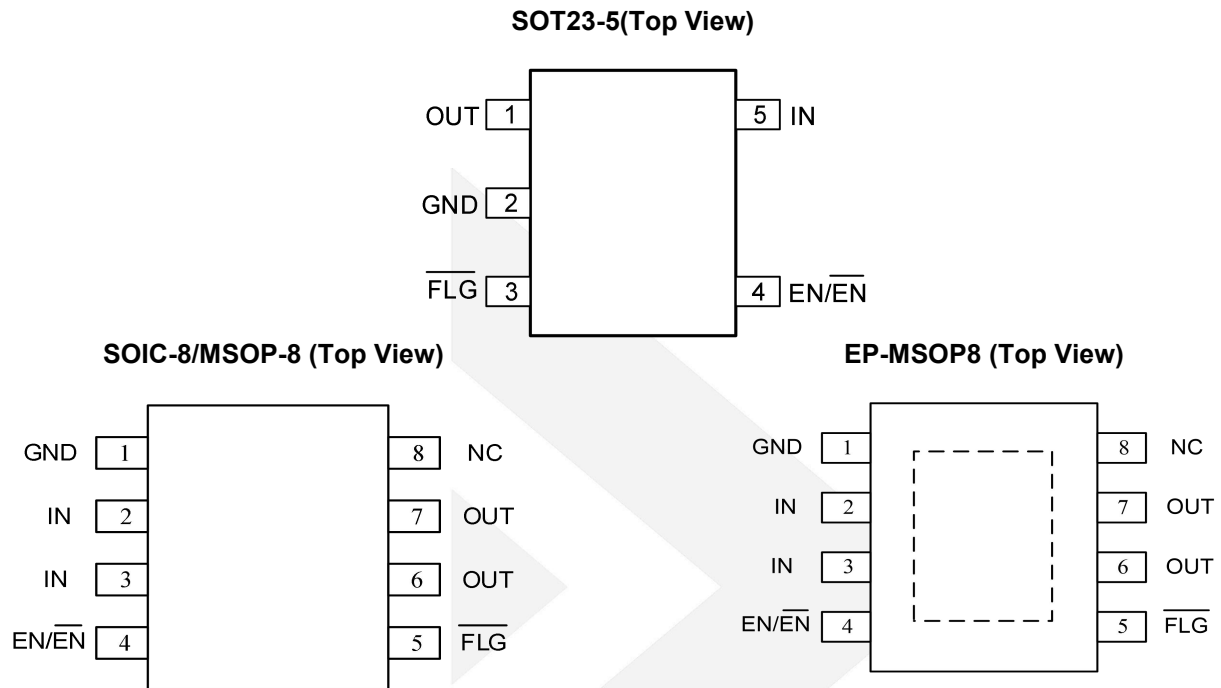 SOT23-5(Top View)
OUT 1 5 IN
GND 2
FLG 3 4 EN/EN
SOIC-8/MSOP-8 (Top View)
GND 1 8 NC
IN 2 7 OUT
IN 3 6 OUT
EN/EN 4 5 FLG
EP-MSOP8 (Top View)
GND 1 8 NC
IN 2 7 OUT
IN 3 6 OUT
EN/EN 4 5 FLG